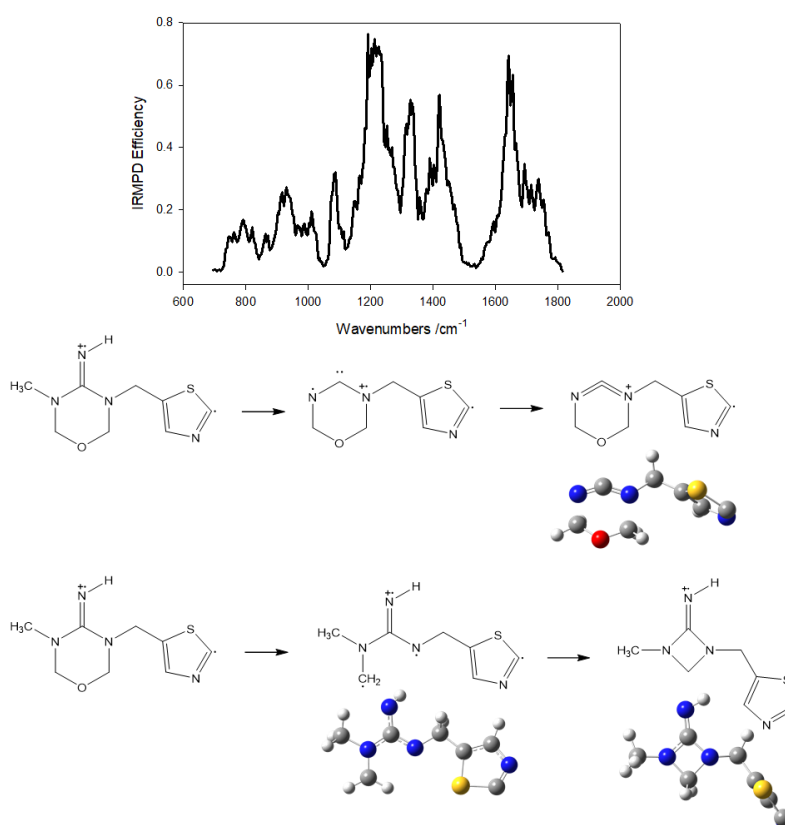 0.8
0.6
0.4
0.2
0.0
IRMPD Efficiency
600 800 1000 1200 1400 1600 1800 2000
Wavenumbers /cm⁻¹
H
+• N
H₃C N N S • N O
•• • N +• N S • N O
N + N S • N O
H
+• N
H₃C N N S • N O
H
+• N
H₃C N N • S • N CH₂ •
H
+• N
H₃C N N S N